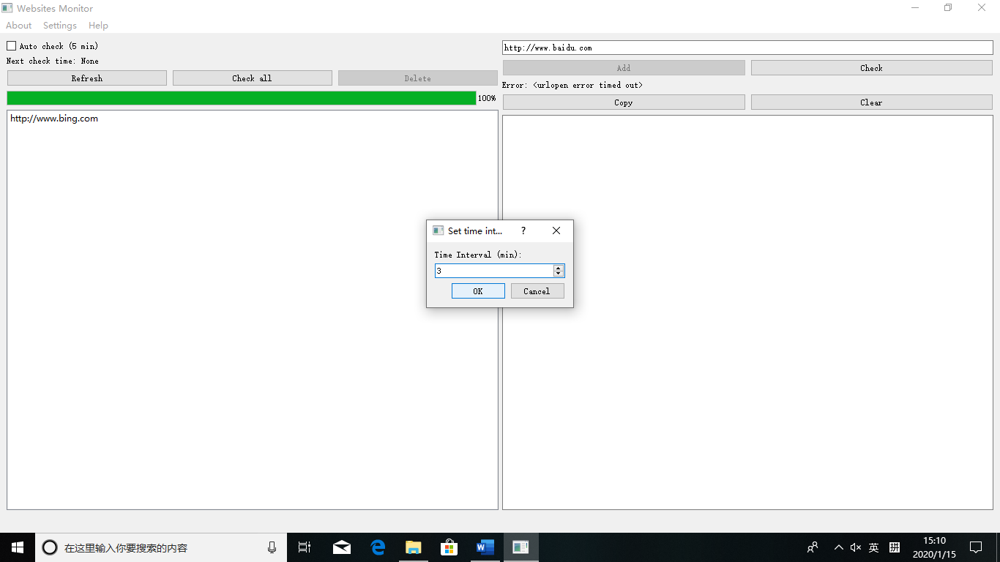 Websites Monitor
About Settings Help
Auto check (5 min)
Next check time: None
Refresh Check all Delete
100%
http://www.bing.com
http://www.baidu.com
Add Check
Error: <urlopen error timed out>
Copy Clear
Set time int... ?
Time Interval (min):
3
OK Cancel
在这里输入你要搜索的内容
英 拼
15:10
2020/1/15